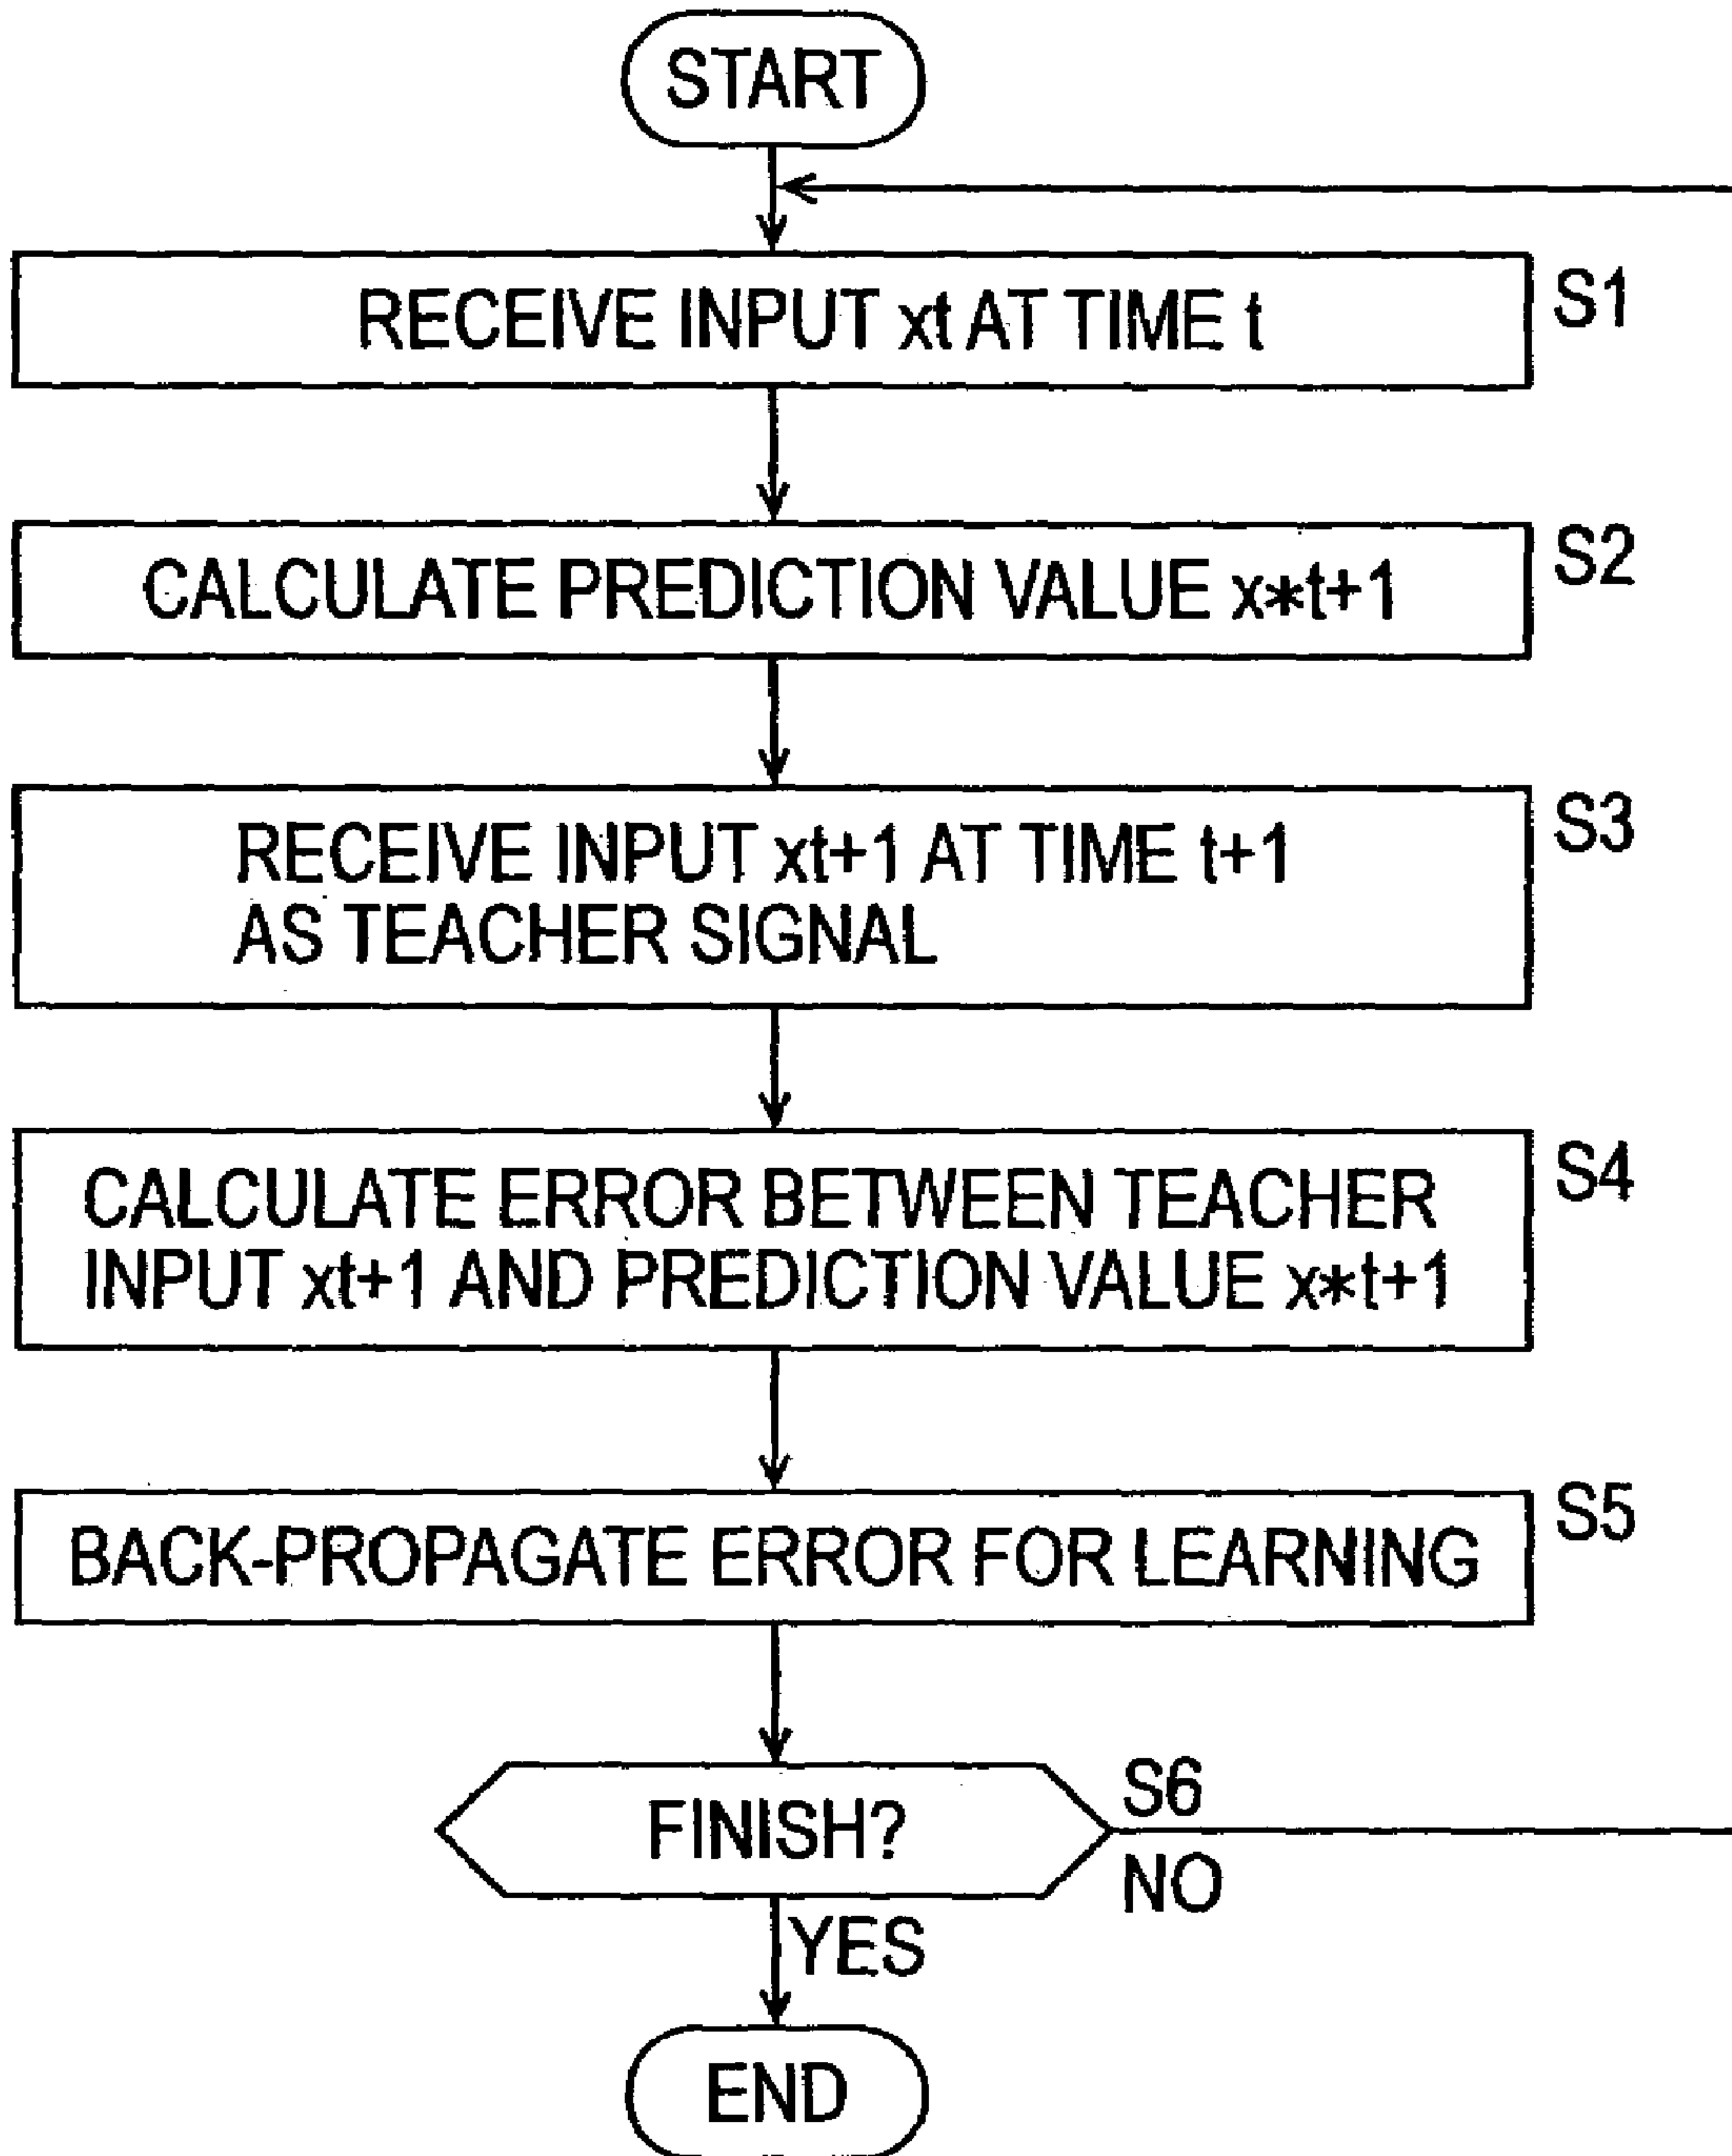 START
RECEIVE INPUT xt AT TIME t
S1
CALCULATE PREDICTION VALUE x*t+1
S2
RECEIVE INPUT xt+1 AT TIME t+1
AS TEACHER SIGNAL
S3
CALCULATE ERROR BETWEEN TEACHER
INPUT xt+1 AND PREDICTION VALUE x*t+1
S4
BACK-PROPAGATE ERROR FOR LEARNING
S5
FINISH?
S6
NO
YES
END